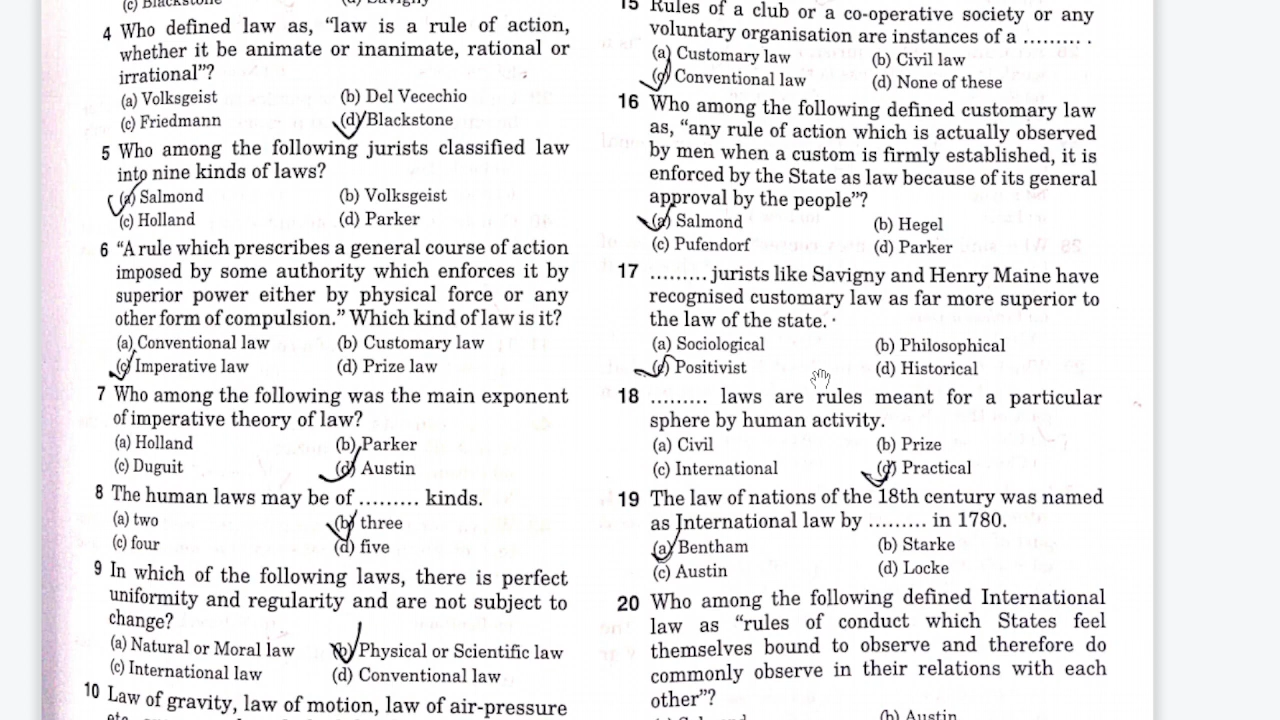 (c) Blackstone
4 Who defined law as, "law is a rule of action,
whether it be animate or inanimate, rational or
irrational"?
(a) Volksgeist (b) Del Vecechio
(c) Friedmann (d) Blackstone
5 Who among the following jurists classified law
into nine kinds of laws?
(a) Salmond (b) Volksgeist
(c) Holland (d) Parker
6 "A rule which prescribes a general course of action
imposed by some authority which enforces it by
superior power either by physical force or any
other form of compulsion." Which kind of law is it?
(a) Conventional law (b) Customary law
(c) Imperative law (d) Prize law
7 Who among the following was the main exponent
of imperative theory of law?
(a) Holland (b) Parker
(c) Duguit (d) Austin
8 The human laws may be of ......... kinds.
(a) two (b) three
(c) four (d) five
9 In which of the following laws, there is perfect
uniformity and regularity and are not subject to
change?
(a) Natural or Moral law (b) Physical or Scientific law
(c) International law (d) Conventional law
10 Law of gravity, law of motion, law of air-pressure
15 Rules of a club or a co-operative society or any
voluntary organisation are instances of a ......... .
(a) Customary law (b) Civil law
(c) Conventional law (d) None of these
16 Who among the following defined customary law
as, "any rule of action which is actually observed
by men when a custom is firmly established, it is
enforced by the State as law because of its general
approval by the people"?
(a) Salmond (b) Hegel
(c) Pufendorf (d) Parker
17 ......... jurists like Savigny and Henry Maine have
recognised customary law as far more superior to
the law of the state.
(a) Sociological (b) Philosophical
(c) Positivist (d) Historical
18 ......... laws are rules meant for a particular
sphere by human activity.
(a) Civil (b) Prize
(c) International (d) Practical
19 The law of nations of the 18th century was named
as International law by ......... in 1780.
(a) Bentham (b) Starke
(c) Austin (d) Locke
20 Who among the following defined International
law as "rules of conduct which States feel
themselves bound to observe and therefore do
commonly observe in their relations with each
other"?
(b) Austin